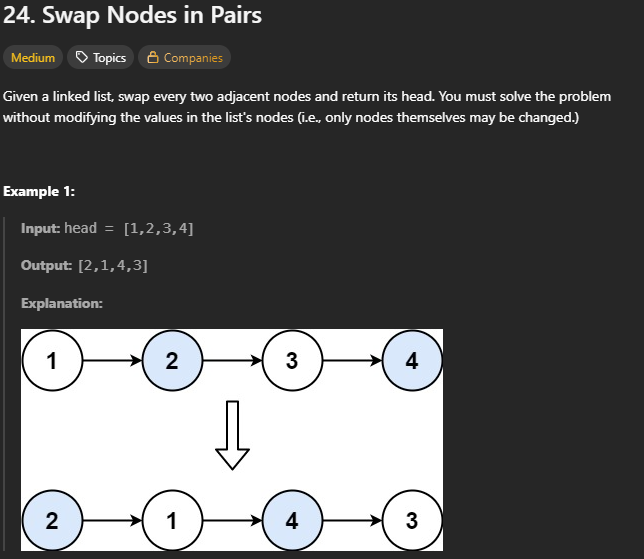 24. Swap Nodes in Pairs
Medium Topics Companies
Given a linked list, swap every two adjacent nodes and return its head. You must solve the problem
without modifying the values in the list's nodes (i.e., only nodes themselves may be changed.)
Example 1:
Input: head = [1,2,3,4]
Output: [2,1,4,3]
Explanation:
1 2 3 4
2 1 4 3